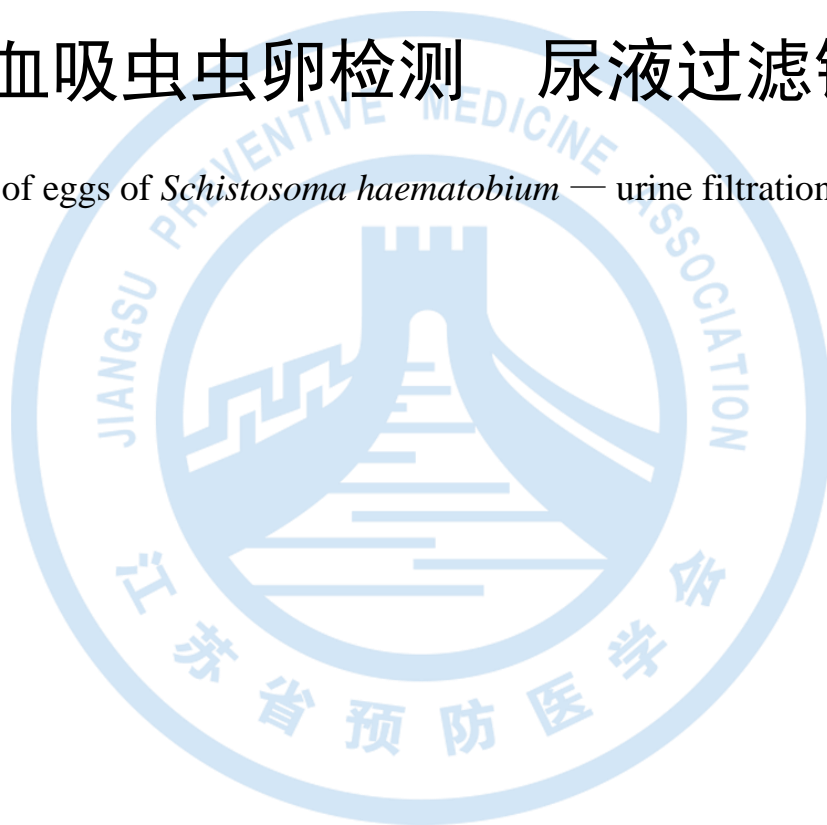 血吸虫虫卵检测 尿液过滤
of eggs of Schistosoma haematobium — urine filtration
JIANGSU PREVENTIVE MEDICINE ASSOCIATION
江苏省预防医学会